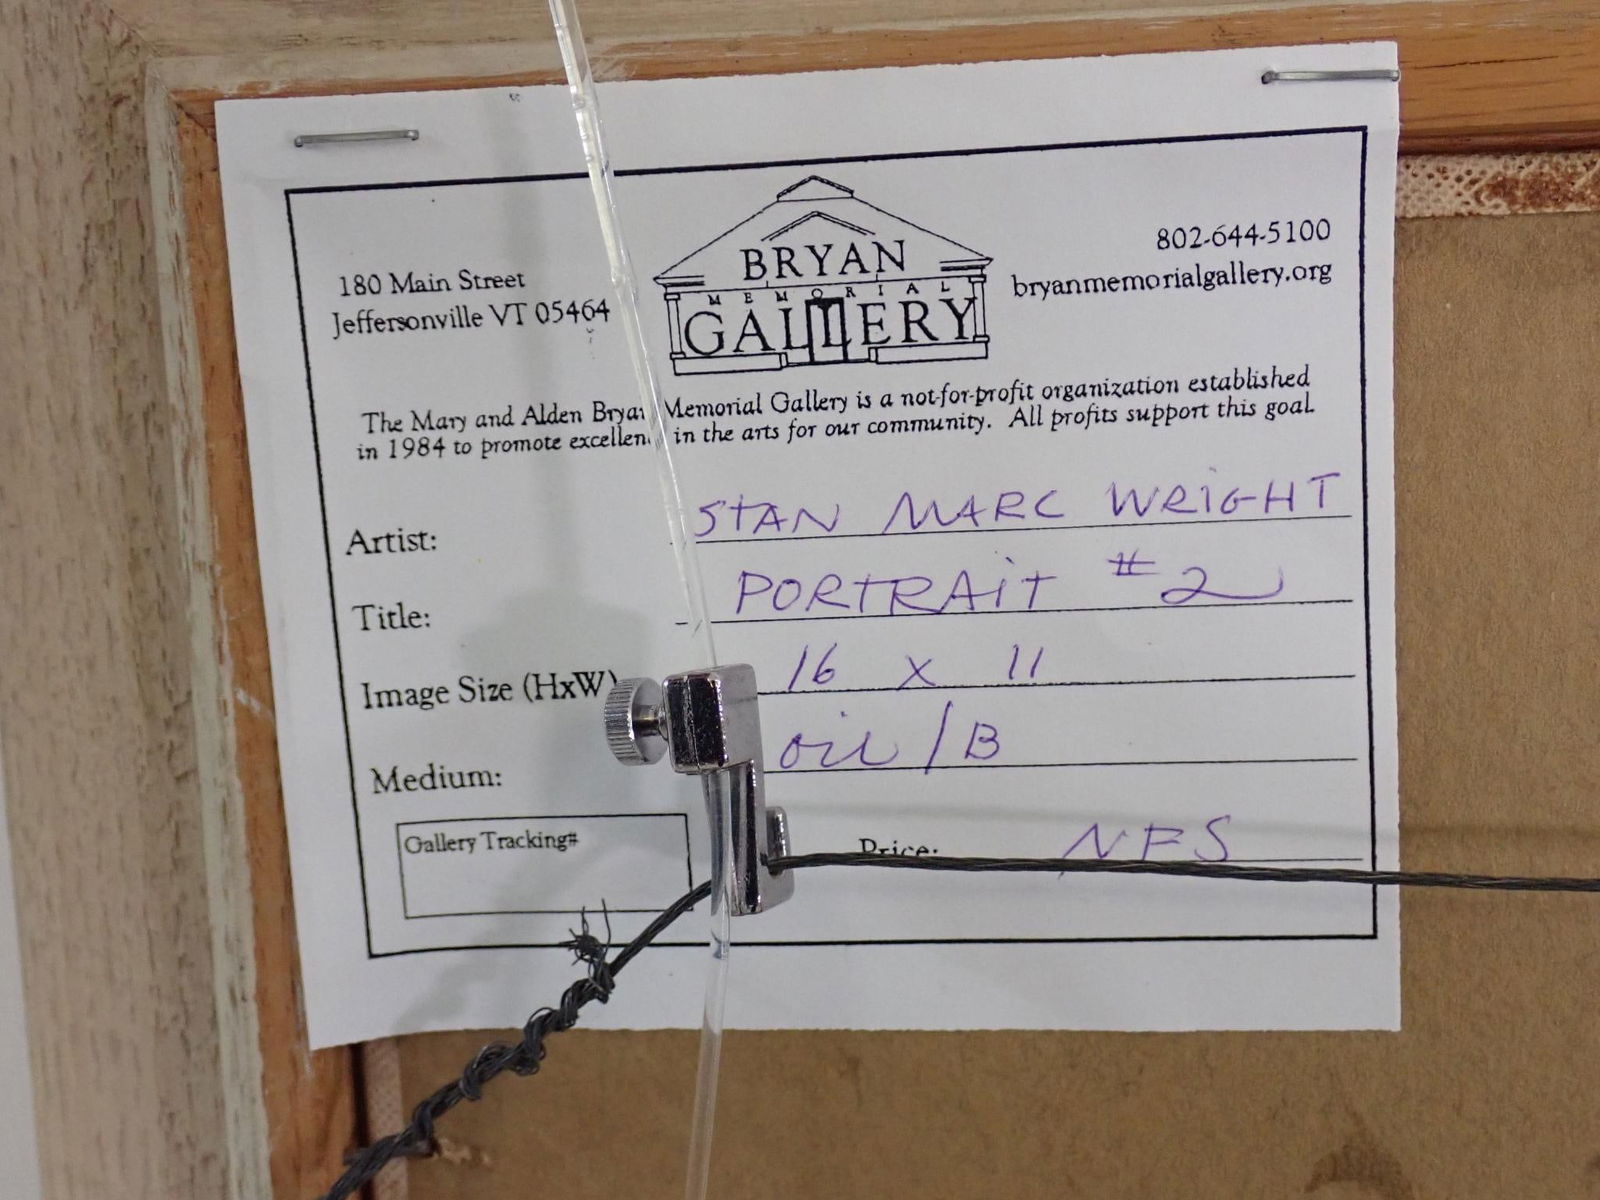 180 Main Street
Jeffersonville VT 05464
BRYAN
MEMORIAL
GALLERY
802-644-5100
bryanmemorialgallery.org
The Mary and Alden Bryan Memorial Gallery is a not-for-profit organization established
in 1984 to promote excellence in the arts for our community. All profits support this goal.
Artist: STAN MARC WRIGHT
Title: PORTRAIT #2
Image Size (HxW) 16 x 11
Medium: oil/B
Gallery Tracking#
Price: NFS